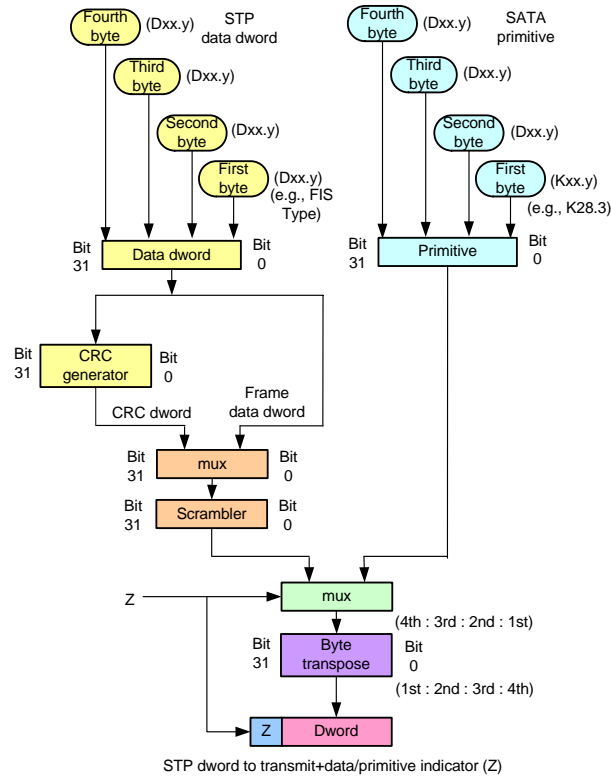 Fourth
byte
(Dxx.y)
STP
data dword
Third
byte
(Dxx.y)
Second
byte
(Dxx.y)
First
byte
(Dxx.y)
(e.g., FIS
Type)
Bit
31
Data dword
Bit
0
Fourth
byte
(Dxx.y)
SATA
primitive
Third
byte
(Dxx.y)
Second
byte
(Dxx.y)
First
byte
(Kxx.y)
(e.g., K28.3)
Bit
31
Primitive
Bit
0
Bit
31
CRC
generator
Bit
0
CRC dword
Frame
data dword
Bit
31
mux
Bit
0
Bit
31
Scrambler
Bit
0
Z
mux
(4th : 3rd : 2nd : 1st)
Bit
31
Byte
transpose
Bit
0
(1st : 2nd : 3rd : 4th)
Z
Dword
STP dword to transmit+data/primitive indicator (Z)